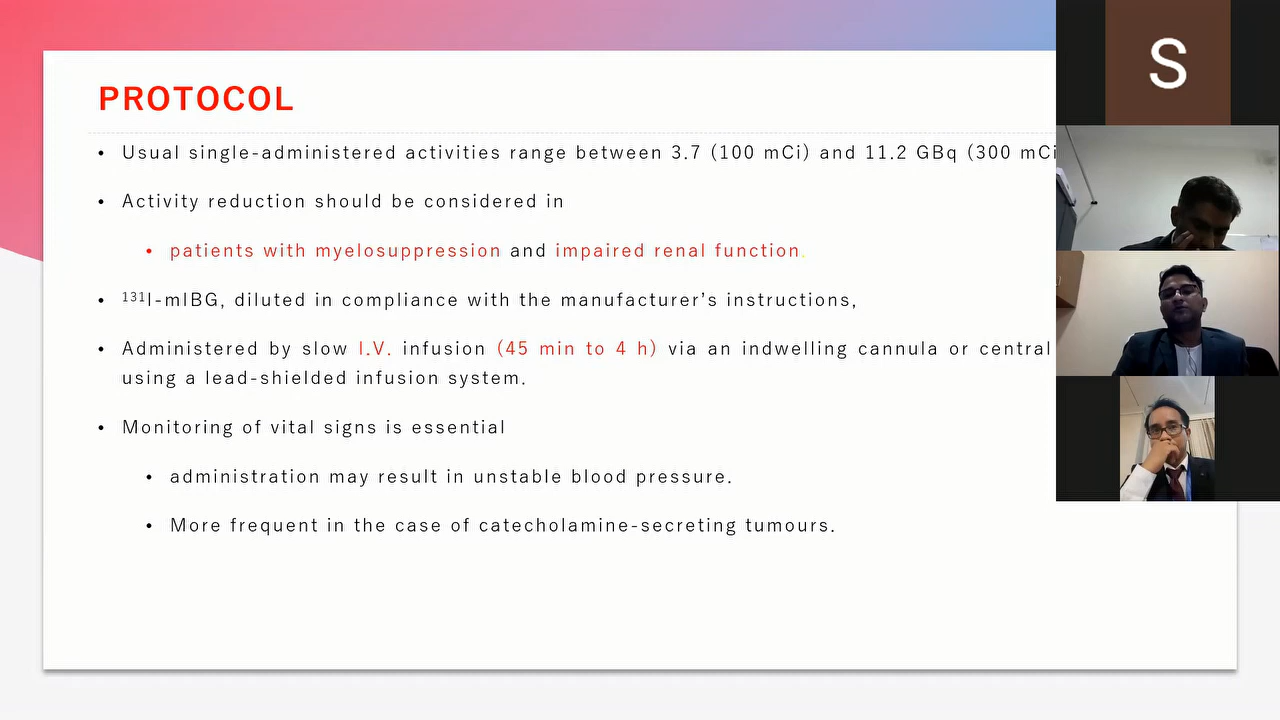 PROTOCOL
• Usual single-administered activities range between 3.7 (100 mCi) and 11.2 GBq (300 mCi
• Activity reduction should be considered in
• patients with myelosuppression and impaired renal function.
• ¹³¹I-mIBG, diluted in compliance with the manufacturer’s instructions,
• Administered by slow I.V. infusion (45 min to 4 h) via an indwelling cannula or central
using a lead-shielded infusion system.
• Monitoring of vital signs is essential
• administration may result in unstable blood pressure.
• More frequent in the case of catecholamine-secreting tumours.
S